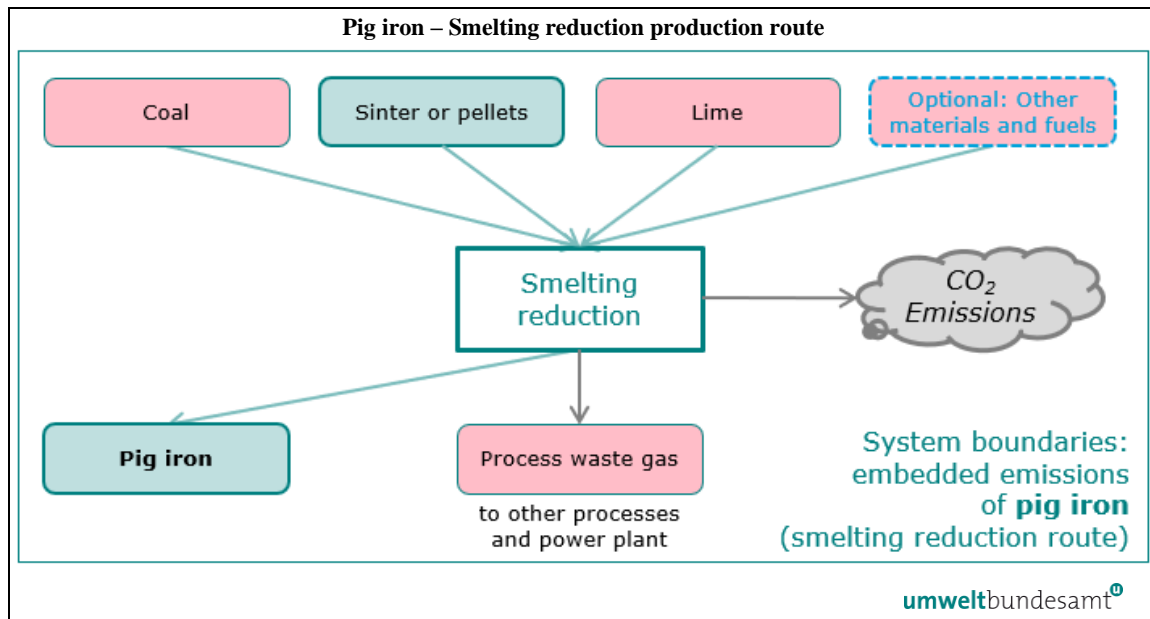 Pig iron – Smelting reduction production route
Coal
Sinter or pellets
Lime
Optional: Other
materials and fuels
Smelting
reduction
CO₂
Emissions
Pig iron
Process waste gas
to other processes
and power plant
System boundaries:
embedded emissions
of pig iron
(smelting reduction route)
umweltbundesamt
u